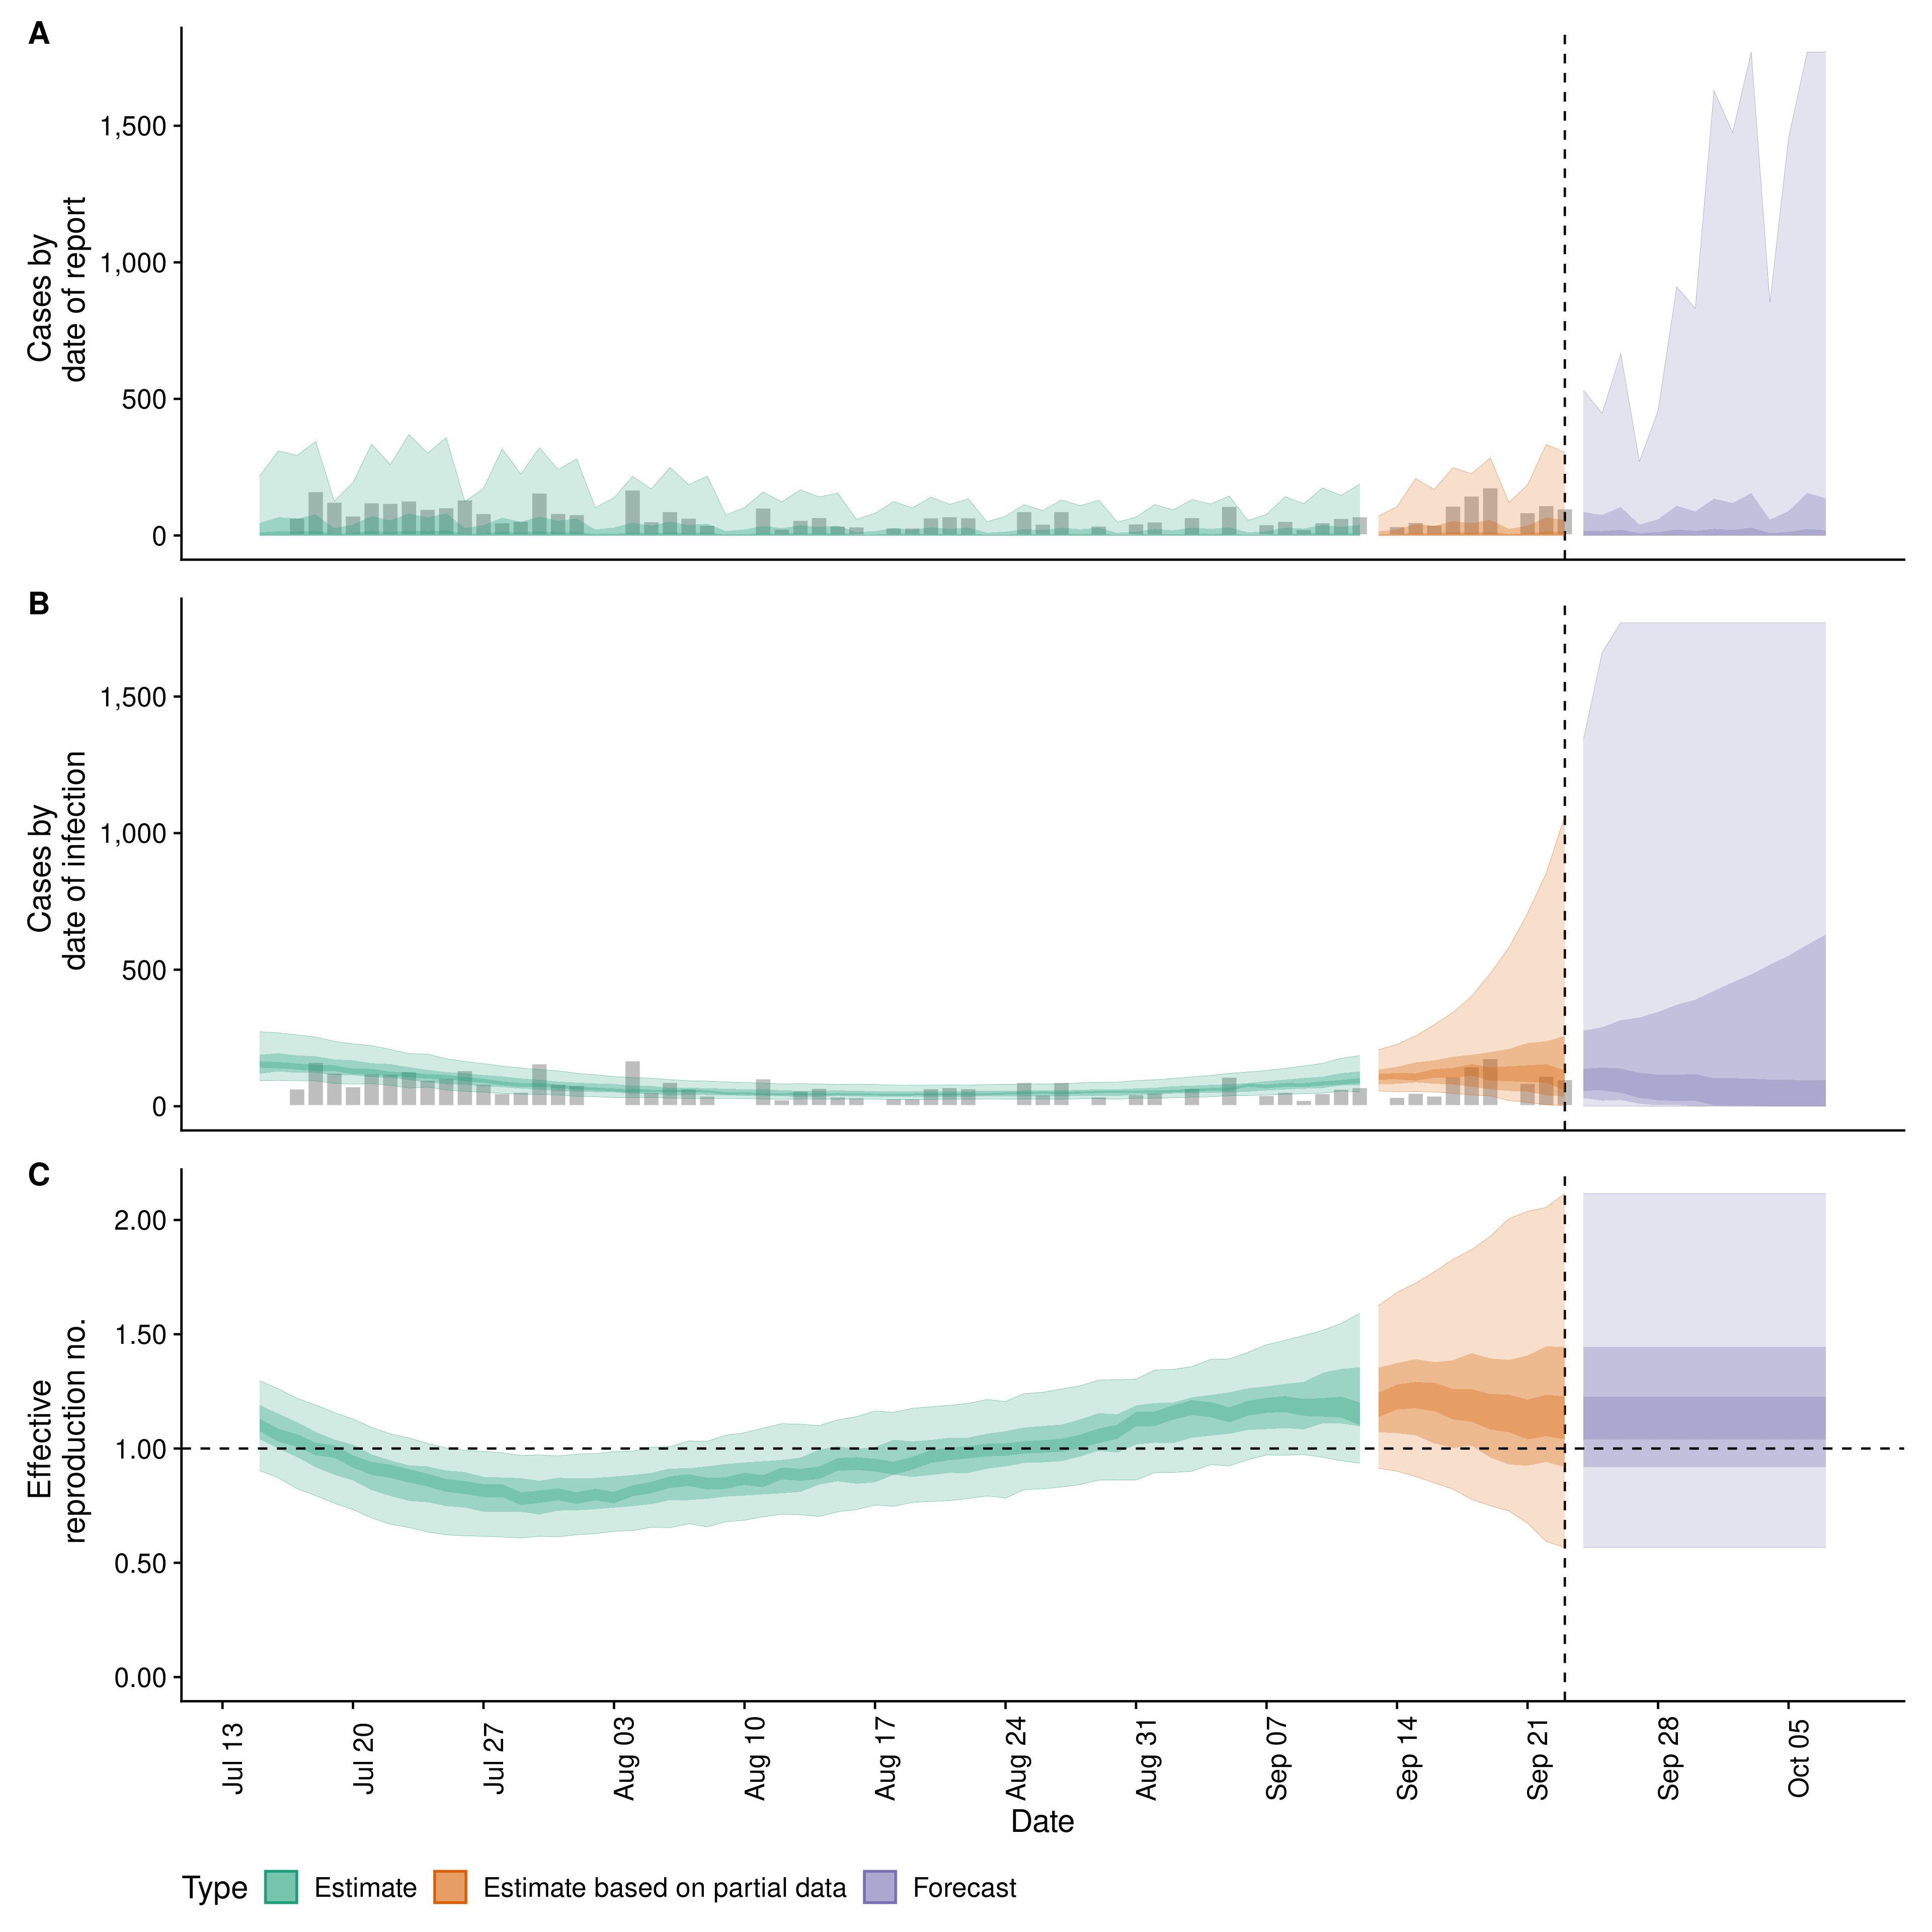 A
Cases by
date of report
1,500
1,000
500
0
B
Cases by
date of infection
1,500
1,000
500
0
C
Effective
reproduction no.
2.00
1.50
1.00
0.50
0.00
Jul 13
Jul 20
Jul 27
Aug 03
Aug 10
Aug 17
Aug 24
Aug 31
Sep 07
Sep 14
Sep 21
Sep 28
Oct 05
Date
Type
Estimate
Estimate based on partial data
Forecast